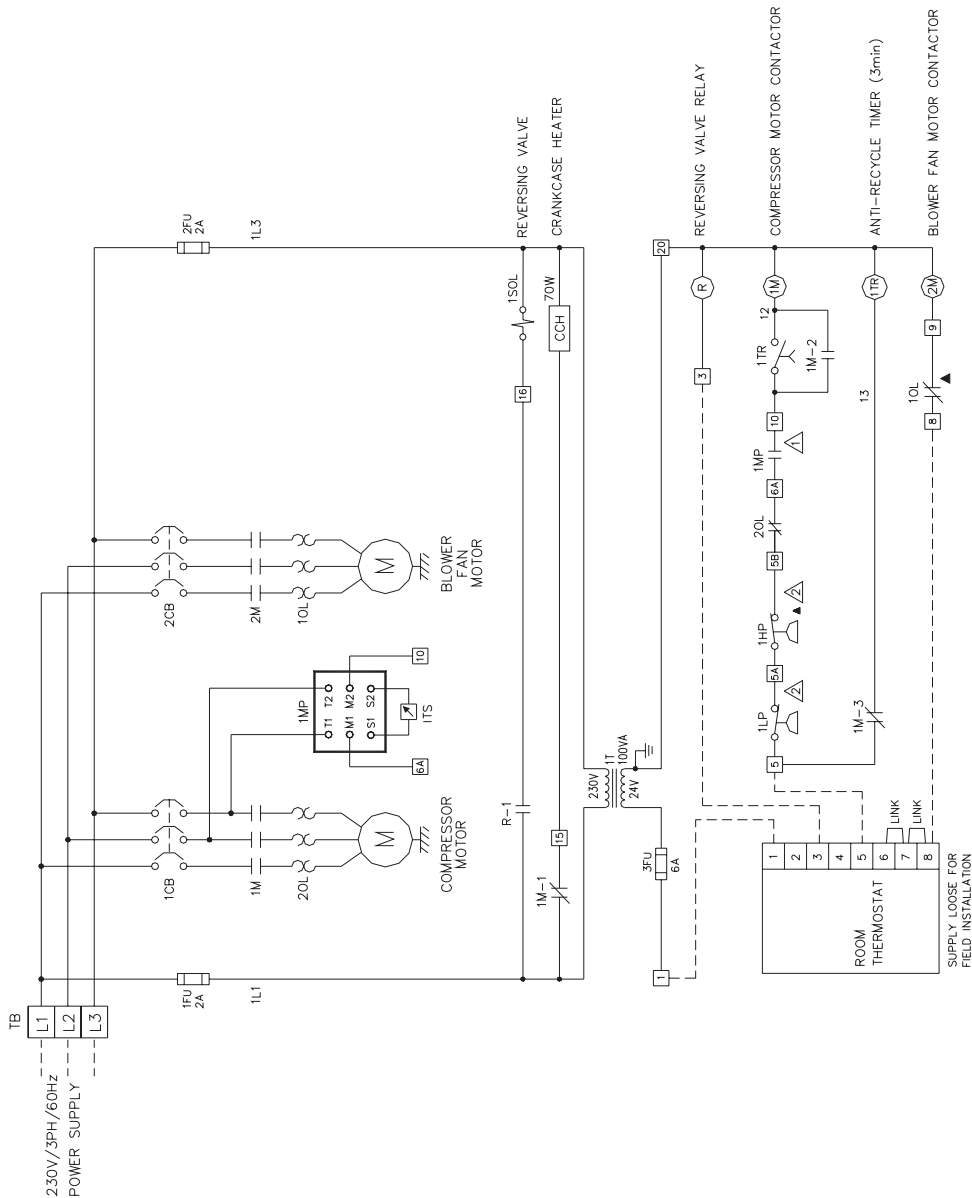 230V/3PH/60Hz
POWER SUPPLY
TB
L1
L2
L3
1FU
2A
1L1
1CB
1M
2OL
M
COMPRESSOR
MOTOR
1MP
T1
T2
M1
M2
S1
S2
ITS
6A
10
2CB
2M
1OL
M
BLOWER
FAN
MOTOR
2FU
2A
1L3
R-1
16
1SOL
REVERSING VALVE
1M-1
15
CCH
70W
CRANKCASE HEATER
230V
1T
100VA
24V
3FU
6A
1
20
3
R
REVERSING VALVE RELAY
5
1LP
2
5A
1HP
2
5B
2OL
6A
1MP
1
10
1TR
12
1M-2
1M
COMPRESSOR MOTOR CONTACTOR
1M-3
13
1TR
ANTI-RECYCLE TIMER (3min)
8
1OL
9
2M
BLOWER FAN MOTOR CONTACTOR
ROOM
THERMOSTAT
1
2
3
4
5
6
7
8
LINK
LINK
SUPPLY LOOSE FOR
FIELD INSTALLATION